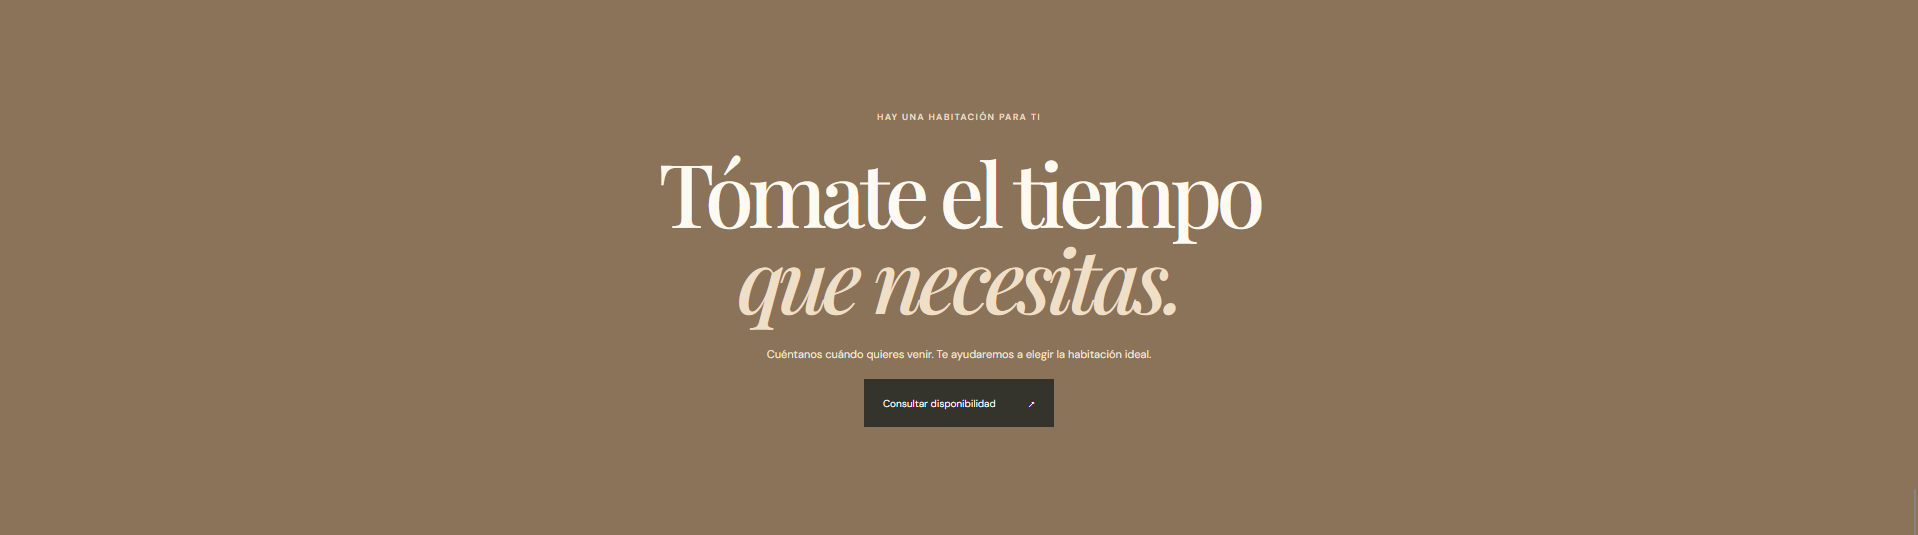 HAY UNA HABITACIÓN PARA TI
Tómate el tiempo
que necesitas.
Cuéntanos cuándo quieres venir. Te ayudaremos a elegir la habitación ideal.
Consultar disponibilidad ↗